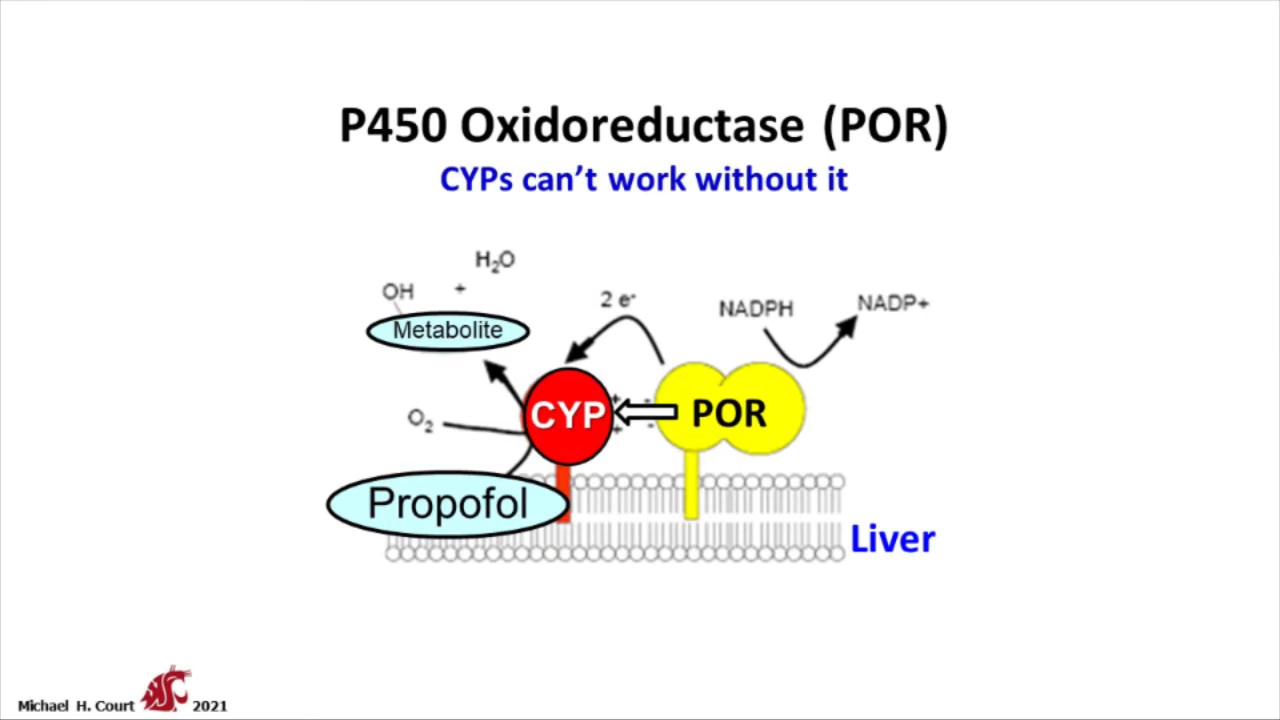 P450 Oxidoreductase (POR)
CYPs can't work without it
H₂O
OH +
2 e⁻
NADPH
NADP+
Metabolite
O₂
CYP
+
+
-
-
POR
Propofol
Liver
Michael H. Court 2021